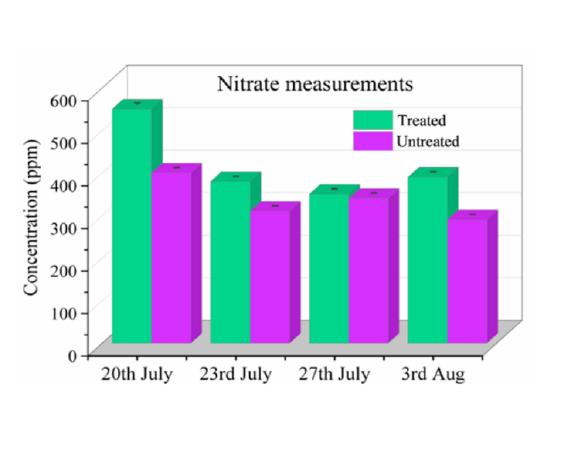 Nitrate measurements
Treated
Untreated
Concentration (ppm)
600
500
400
300
200
100
0
20th July 23rd July 27th July 3rd Aug